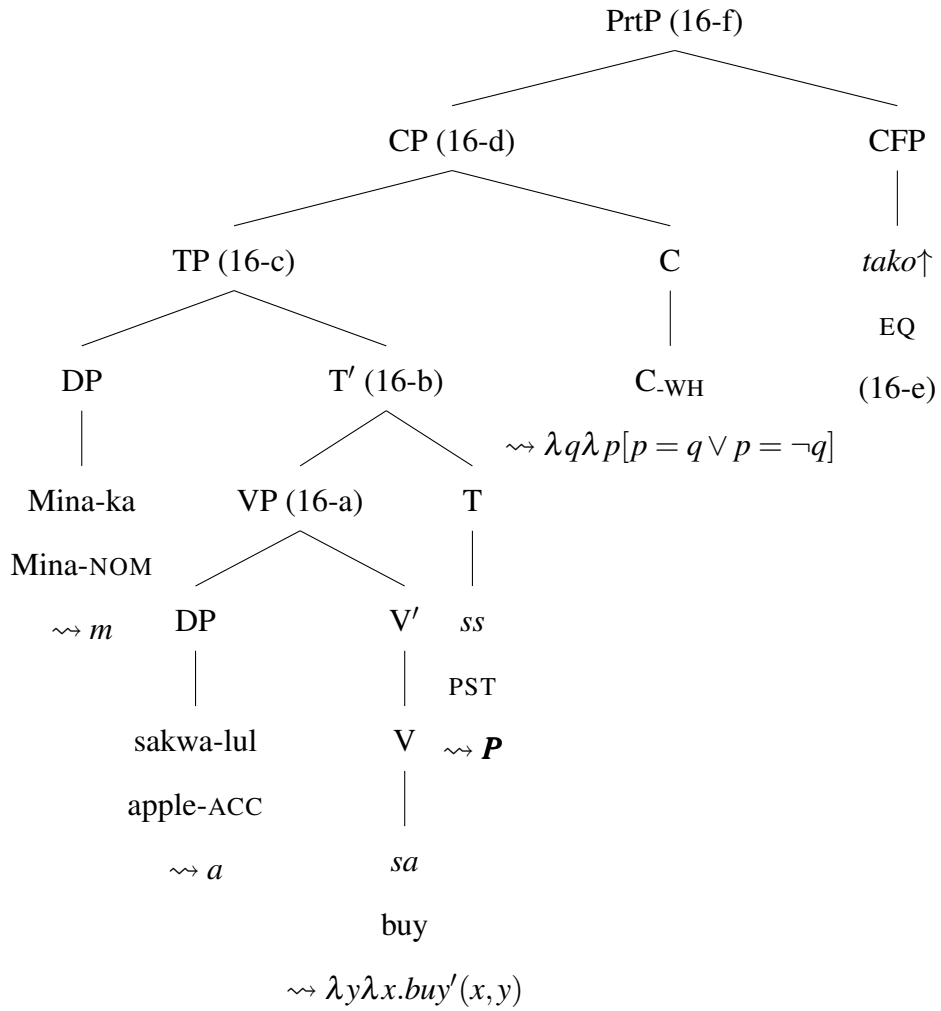 PrtP (16-f)
CP (16-d) CFP
TP (16-c) C tako↑
EQ
DP T′ (16-b) C-WH (16-e)
⇝ λqλp[p = q ∨ p = ¬q]
Mina-ka VP (16-a) T
Mina-NOM
⇝ m DP V′ ss
PST
sakwa-lul V ⇝ P
apple-ACC
⇝ a sa
buy
⇝ λyλx.buy′(x, y)